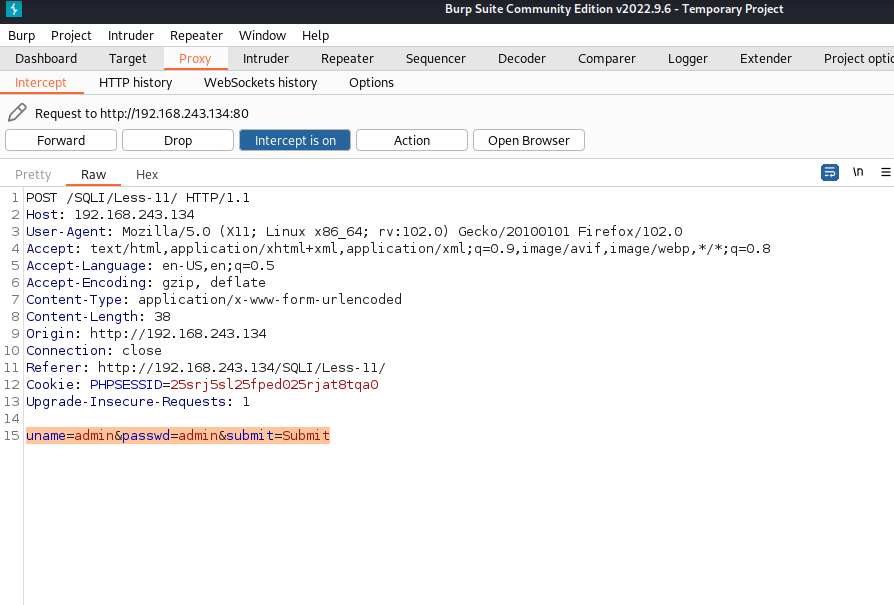 Burp Suite Community Edition v2022.9.6 - Temporary Project
Burp Project Intruder Repeater Window Help
Dashboard Target Proxy Intruder Repeater Sequencer Decoder Comparer Logger Extender Project optio
Intercept HTTP history WebSockets history Options
Request to http://192.168.243.134:80
Forward Drop Intercept is on Action Open Browser
Pretty Raw Hex \n
1 POST /SQLI/Less-11/ HTTP/1.1
2 Host: 192.168.243.134
3 User-Agent: Mozilla/5.0 (X11; Linux x86_64; rv:102.0) Gecko/20100101 Firefox/102.0
4 Accept: text/html,application/xhtml+xml,application/xml;q=0.9,image/avif,image/webp,*/*;q=0.8
5 Accept-Language: en-US,en;q=0.5
6 Accept-Encoding: gzip, deflate
7 Content-Type: application/x-www-form-urlencoded
8 Content-Length: 38
9 Origin: http://192.168.243.134
10 Connection: close
11 Referer: http://192.168.243.134/SQLI/Less-11/
12 Cookie: PHPSESSID=25srj5sl25fped025rjat8tqa0
13 Upgrade-Insecure-Requests: 1
14
15 uname=admin&passwd=admin&submit=Submit